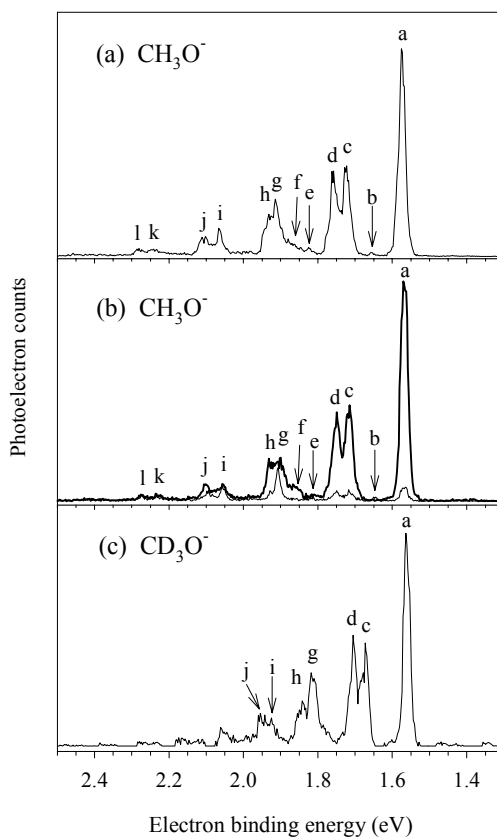 (a) CH₃O⁻
a
b
c
d
e
f
g
h
i
j
k
l
Photoelectron counts
(b) CH₃O⁻
a
b
c
d
e
f
g
h
i
j
k
l
(c) CD₃O⁻
a
c
d
g
h
i
j
2.4 2.2 2.0 1.8 1.6 1.4
Electron binding energy (eV)